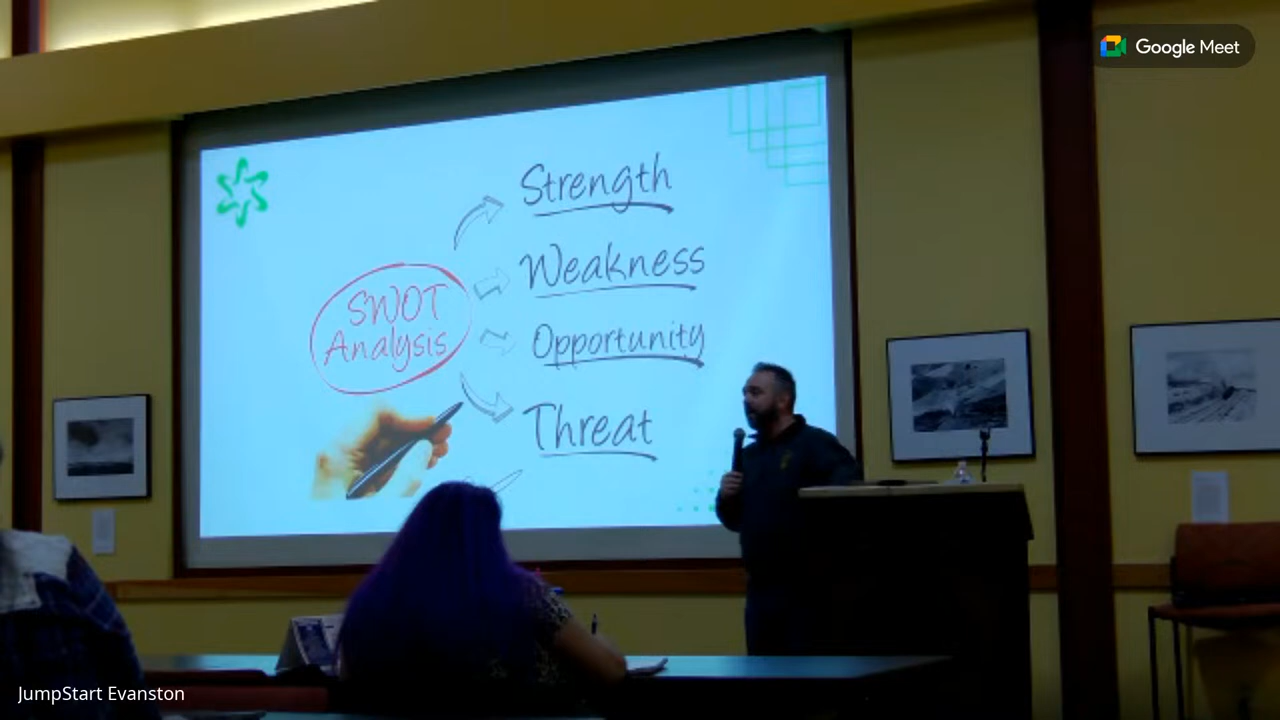 Google Meet
Strength
Weakness
SWOT
Analysis
Opportunity
Threat
JumpStart Evanston